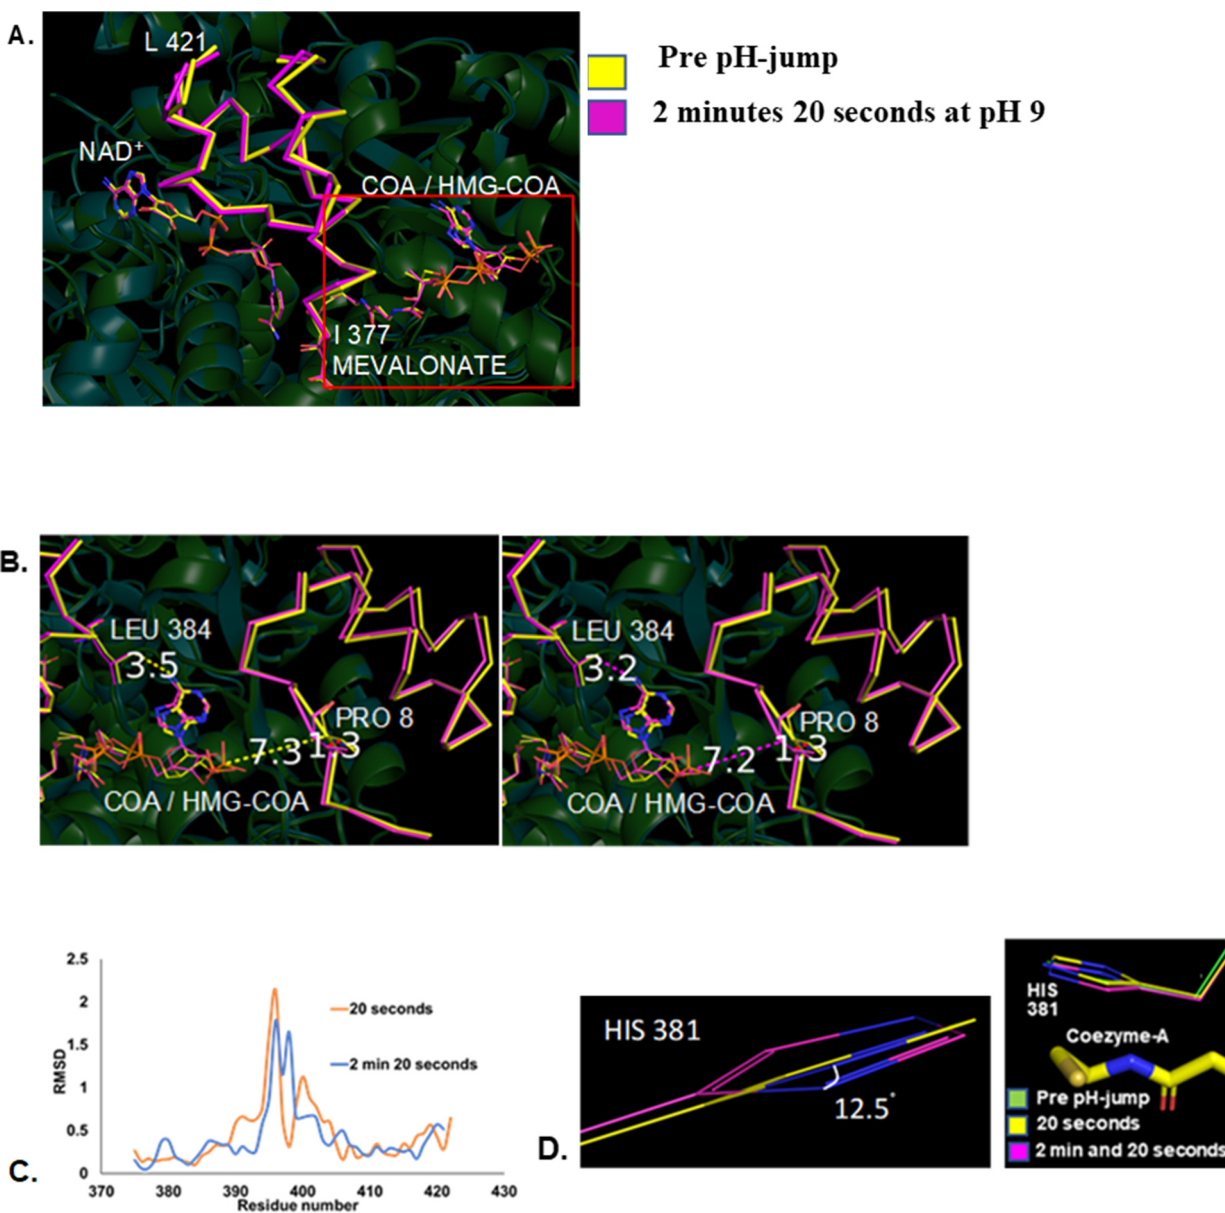 A.
L 421
NAD+
COA / HMG-COA
I 377
MEVALONATE
Pre pH-jump
2 minutes 20 seconds at pH 9
B.
LEU 384
3.5
PRO 8
7.3
1.3
COA / HMG-COA
LEU 384
3.2
PRO 8
7.2
1.3
COA / HMG-COA
C.
2.5
2
1.5
1
0.5
0
RMSD
20 seconds
2 min 20 seconds
370 380 390 400 410 420 430
Residue number
D.
HIS 381
12.5°
HIS
381
Coezyme-A
Pre pH-jump
20 seconds
2 min and 20 seconds